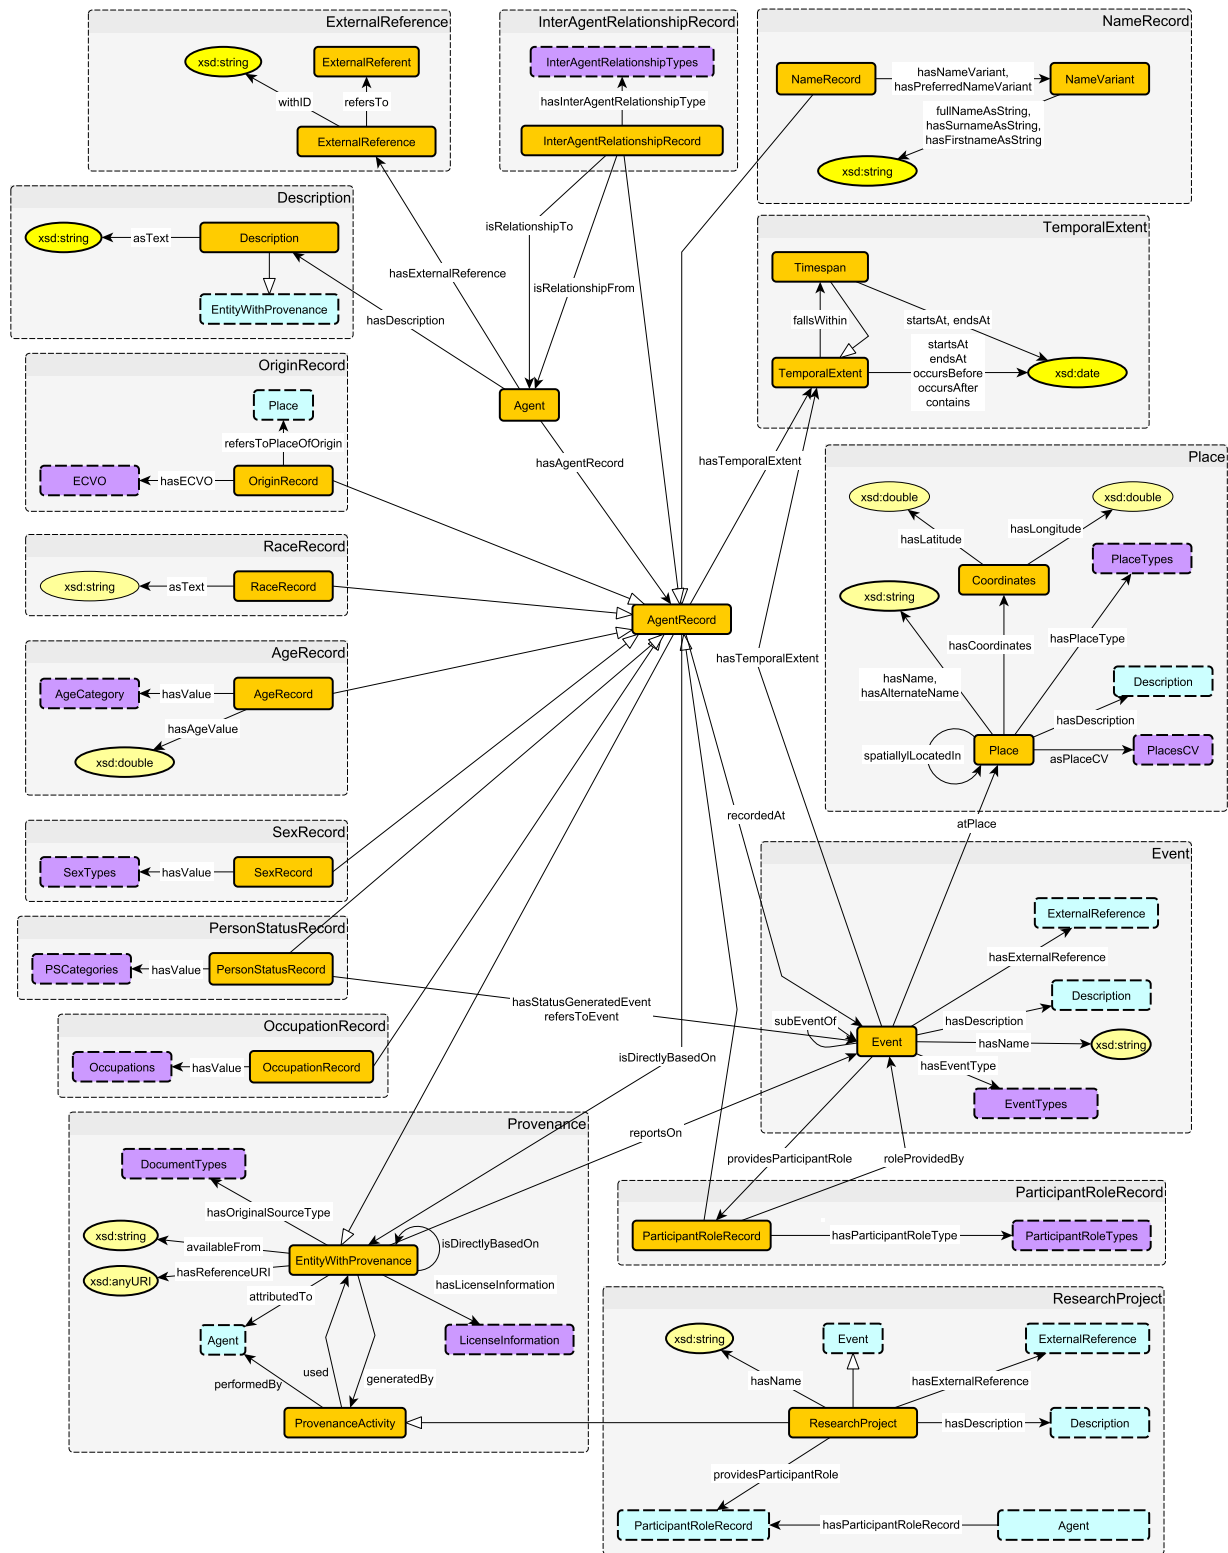 ExternalReference
xsd:string
ExternalReferent
withID
refersTo
ExternalReference
InterAgentRelationshipRecord
InterAgentRelationshipTypes
hasInterAgentRelationshipType
InterAgentRelationshipRecord
NameRecord
NameRecord
hasNameVariant,
hasPreferredNameVariant
NameVariant
fullNameAsString,
hasSurnameAsString,
hasFirstnameAsString
xsd:string
Description
xsd:string
asText
Description
EntityWithProvenance
hasDescription
hasExternalReference
isRelationshipTo
isRelationshipFrom
Agent
hasAgentRecord
TemporalExtent
Timespan
fallsWithin
startsAt, endsAt
TemporalExtent
startsAt
endsAt
occursBefore
occursAfter
contains
xsd:date
hasTemporalExtent
OriginRecord
Place
refersToPlaceOfOrigin
ECVO
hasECVO
OriginRecord
RaceRecord
xsd:string
asText
RaceRecord
AgentRecord
hasTemporalExtent
Place
xsd:double
xsd:double
hasLatitude
hasLongitude
Coordinates
PlaceTypes
xsd:string
hasCoordinates
hasPlaceType
hasName,
hasAlternateName
Description
hasDescription
spatiallylLocatedIn
Place
asPlaceCV
PlacesCV
atPlace
AgeRecord
AgeCategory
hasValue
AgeRecord
hasAgeValue
xsd:double
SexRecord
SexTypes
hasValue
SexRecord
PersonStatusRecord
PSCategories
hasValue
PersonStatusRecord
hasStatusGeneratedEvent
refersToEvent
recordedAt
Event
ExternalReference
hasExternalReference
Description
hasDescription
subEventOf
Event
hasName
xsd:string
hasEventType
EventTypes
OccupationRecord
Occupations
hasValue
OccupationRecord
isDirectlyBasedOn
reportsOn
providesParticipantRole
roleProvidedBy
Provenance
DocumentTypes
hasOriginalSourceType
xsd:string
availableFrom
EntityWithProvenance
isDirectlyBasedOn
xsd:anyURI
hasReferenceURI
attributedTo
hasLicenseInformation
Agent
LicenseInformation
performedBy
used
generatedBy
ProvenanceActivity
ParticipantRoleRecord
ParticipantRoleRecord
hasParticipantRoleType
ParticipantRoleTypes
ResearchProject
xsd:string
Event
ExternalReference
hasName
hasExternalReference
ResearchProject
hasDescription
Description
providesParticipantRole
ParticipantRoleRecord
hasParticipantRoleRecord
Agent